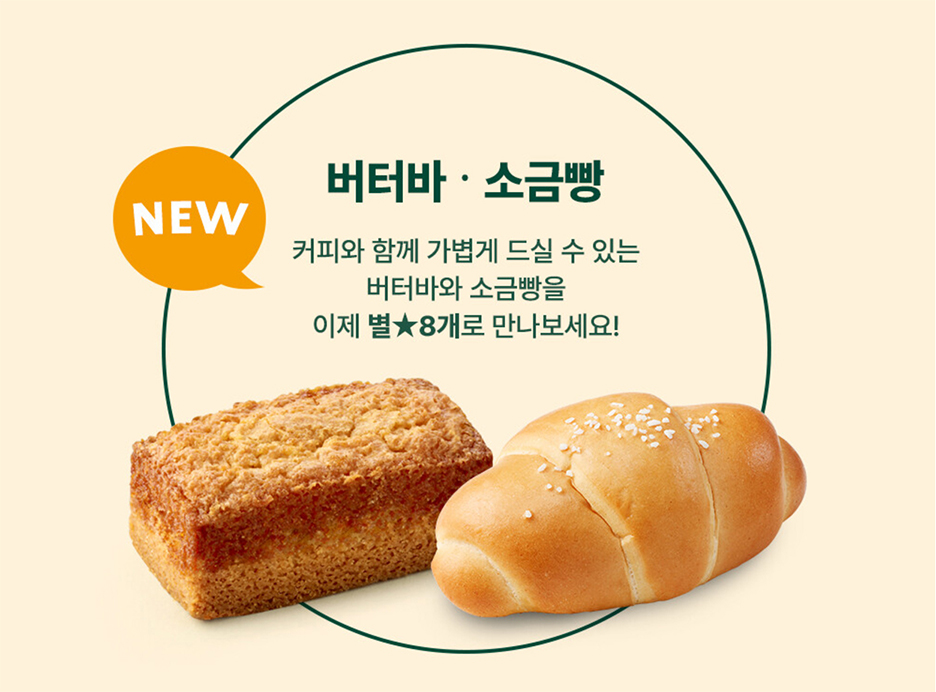 NEW
버터바 · 소금빵
커피와 함께 가볍게 드실 수 있는
버터바와 소금빵을
이제 별★8개로 만나보세요!